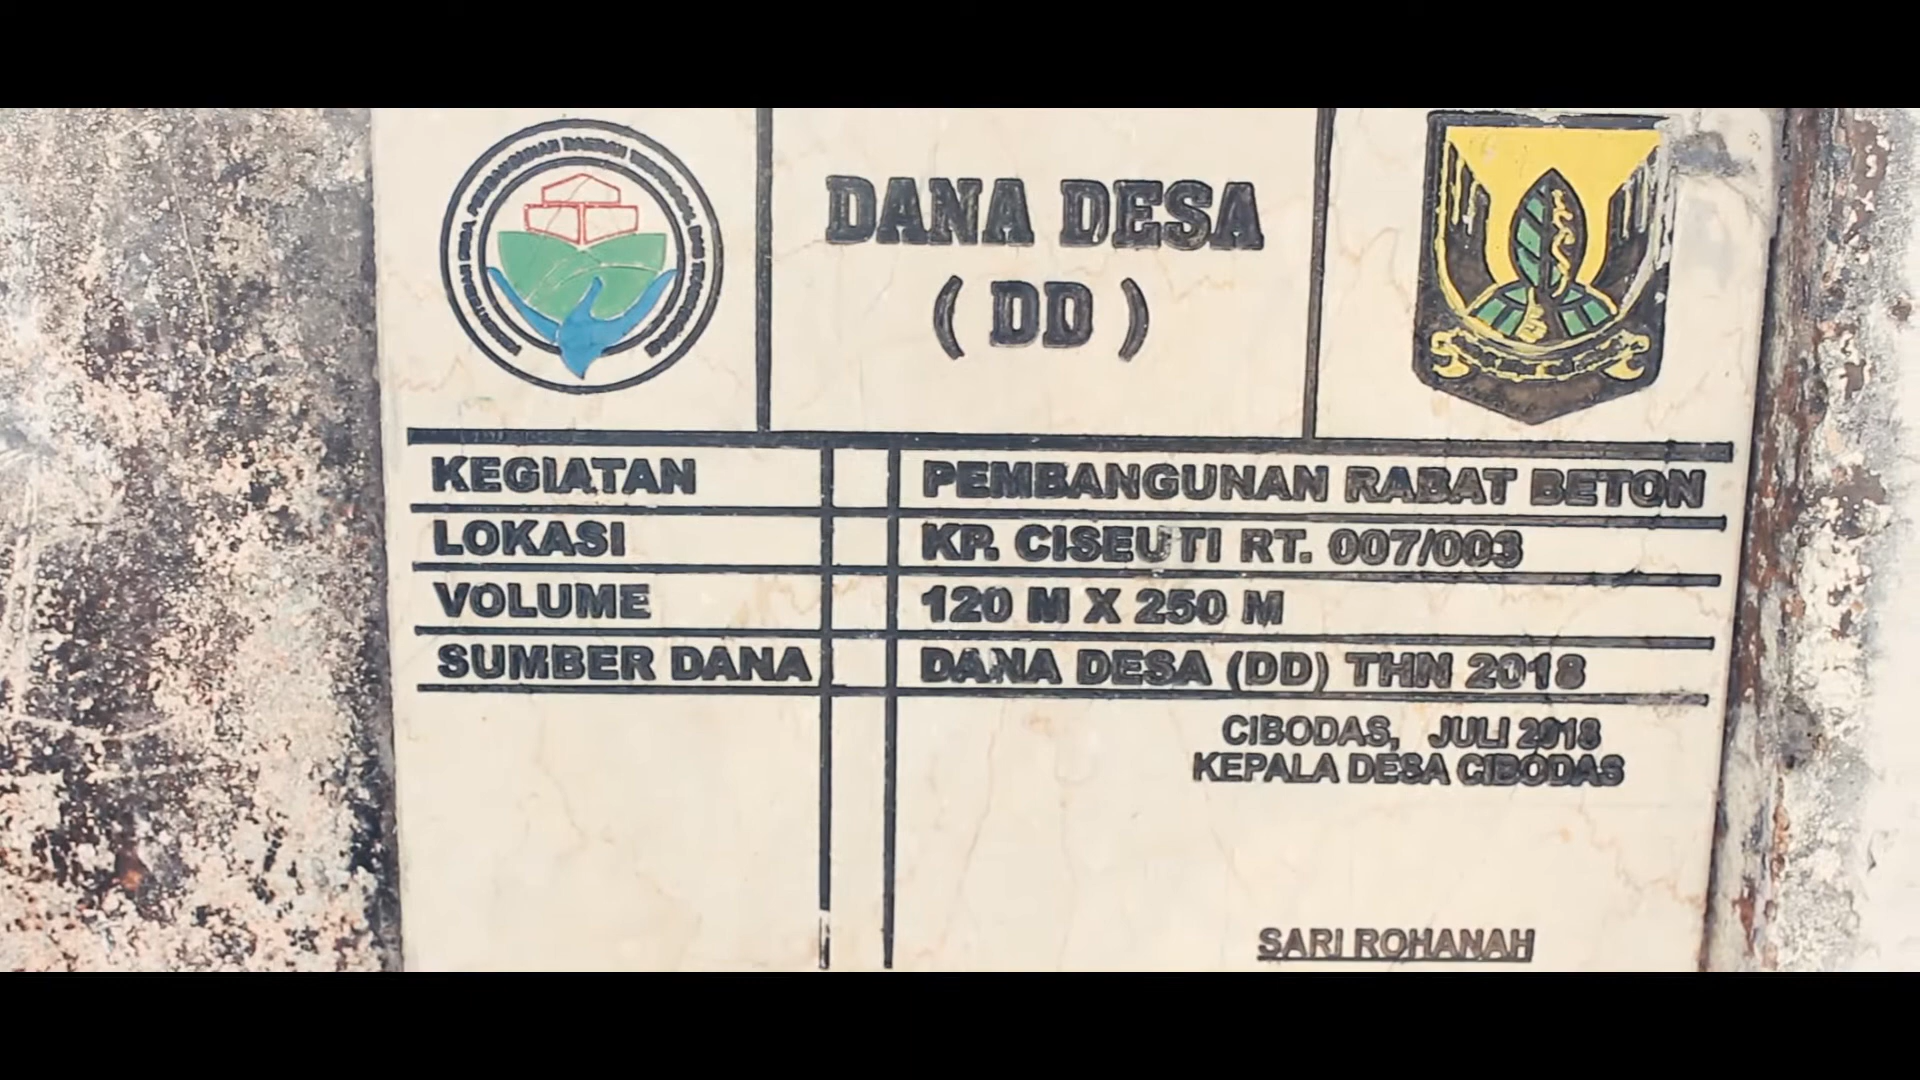 DANA DESA
( DD )
KEGIATAN PEMBANGUNAN RABAT BETON
LOKASI KP. CISEUTI RT. 007/003
VOLUME 120 M X 250 M
SUMBER DANA DANA DESA (DD) THN 2018
CIBODAS, JULI 2018
KEPALA DESA CIBODAS
SARI ROHANAH